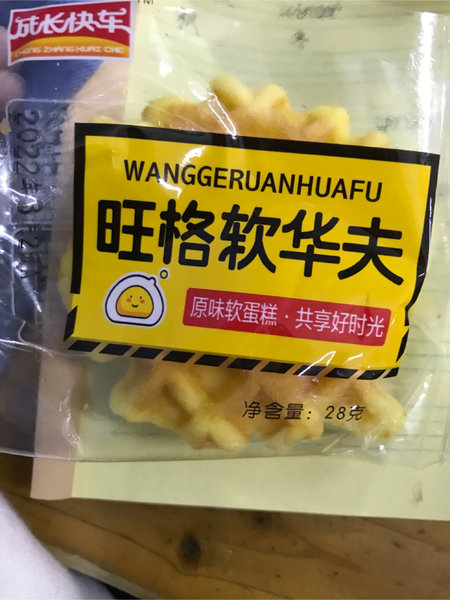 TM
成长快车
CHENG ZHANG KUAI CHE
WANGGERUANHUAFU
旺格软华夫
原味软蛋糕·共享好时光
净含量：28克